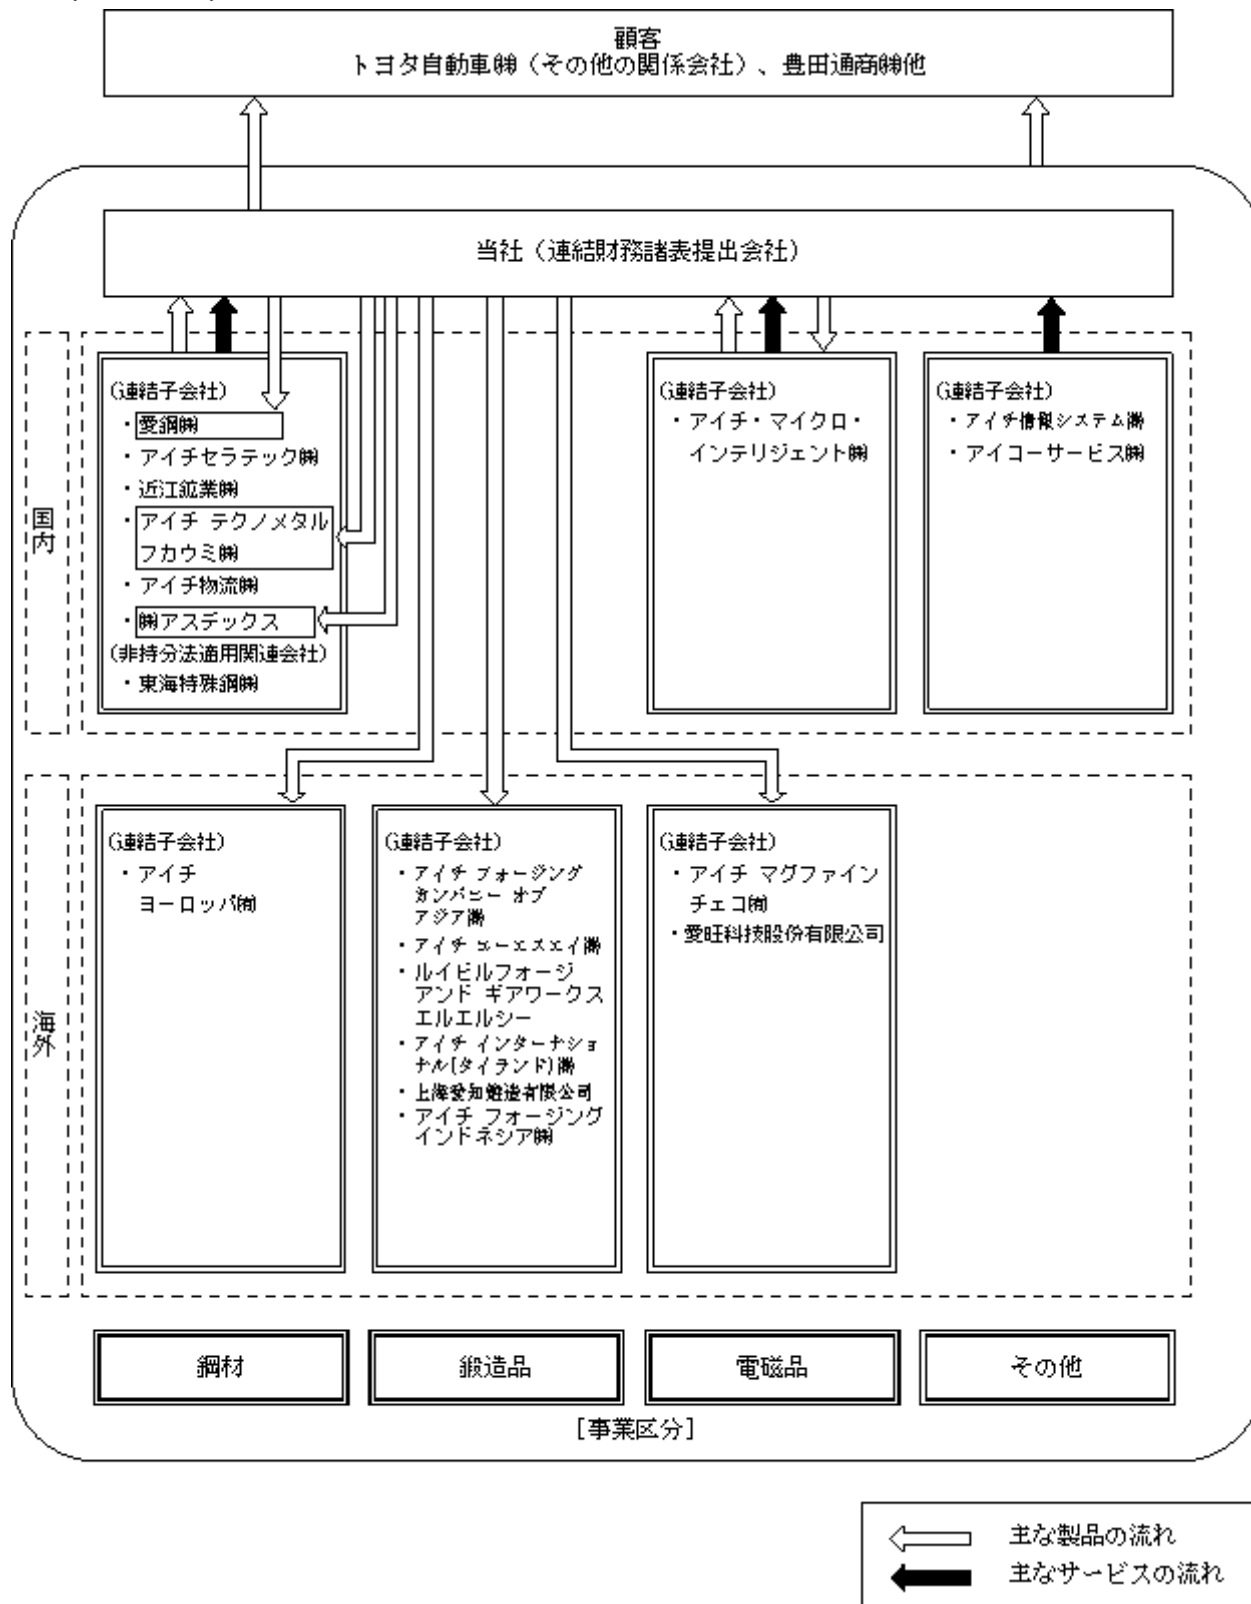 顧客
トヨタ自動車㈱（その他の関係会社）、豊田通商㈱他
当社（連結財務諸表提出会社）
国内
(連結子会社)
・愛鋼㈱
・アイチセラテック㈱
・近江鉱業㈱
・アイチ テクノメタル
フカウミ㈱
・アイチ物流㈱
・㈱アスデックス
(非持分法適用関連会社)
・東海特殊鋼㈱
(連結子会社)
・アイチ・マイクロ・
インテリジェント㈱
(連結子会社)
・アイチ情報システム㈱
・アイコーサービス㈱
海外
(連結子会社)
・アイチ
ヨーロッパ㈲
(連結子会社)
・アイチ フォージング
カンパニー オブ
アジア㈱
・アイチ ユーエスエイ㈱
・ルイビルフォージ
アンド ギアワークス
エルエルシー
・アイチ インターナショ
ナル(タイランド)㈱
・上海愛知鍛造有限公司
・アイチ フォージング
インドネシア㈱
(連結子会社)
・アイチ マグファイン
チェコ㈲
・愛旺科技股份有限公司
鋼材
鍛造品
電磁品
その他
[事業区分]
主な製品の流れ
主なサービスの流れ